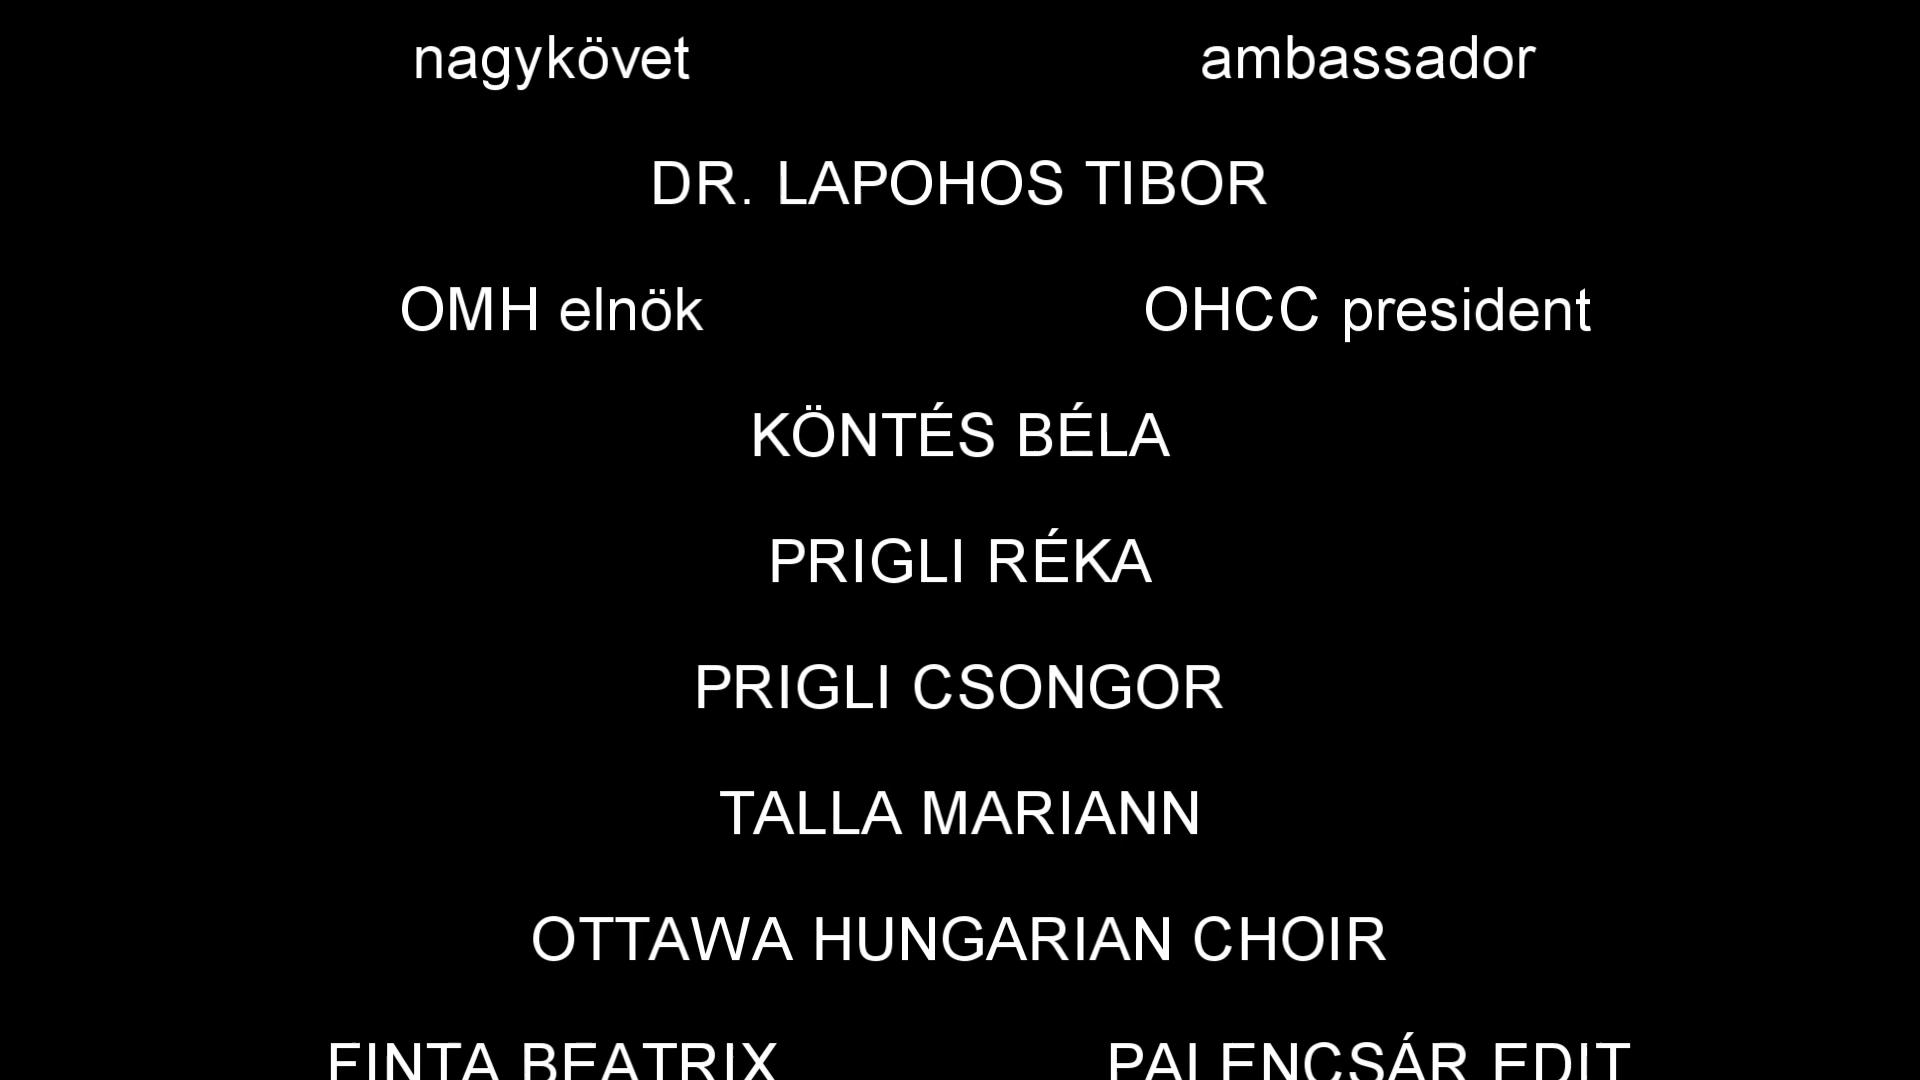 nagykövet ambassador
DR. LAPOHOS TIBOR
OMH elnök OHCC president
KÖNTÉS BÉLA
PRIGLI RÉKA
PRIGLI CSONGOR
TALLA MARIANN
OTTAWA HUNGARIAN CHOIR
FINTA BEATRIX PALENCSÁR EDIT